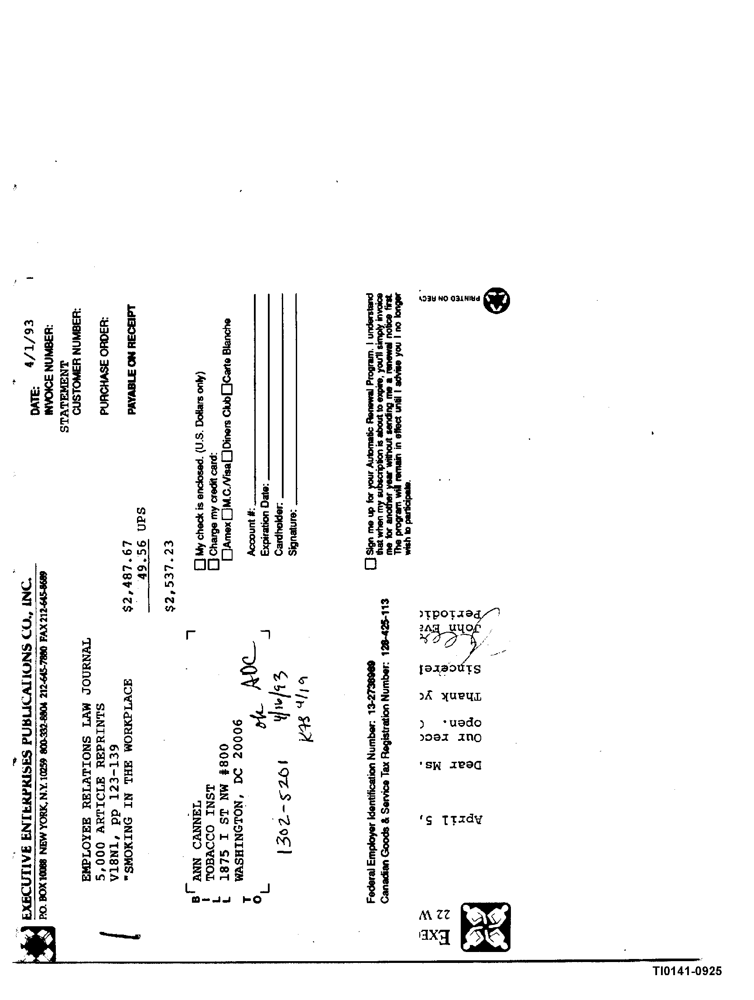 EXECUTIVE ENTERPRISES PUBLICATIONS CO., INC.
P.O. BOX 10088 NEW YORK, N.Y. 10259 800-332-8804 212-645-7880 FAX 212-645-8689
DATE: 4/1/93
INVOICE NUMBER:
STATEMENT
CUSTOMER NUMBER:
PURCHASE ORDER:
PAYABLE ON RECEIPT
EMPLOYEE RELATIONS LAW JOURNAL
5,000 ARTICLE REPRINTS
V18N1, pp 123-139
"SMOKING IN THE WORKPLACE
$2,487.67
49.56 UPS
$2,537.23
BILL TO
ANN CANNEL
TOBACCO INST
1875 I ST NW #800
WASHINGTON, DC 20006
ok ADC
4/16/93
1302-5201
K78 4/19
My check is enclosed. (U.S. Dollars only)
Charge my credit card:
Amex M.C./Visa Diners Club Carte Blanche
Account #:
Expiration Date:
Cardholder:
Signature:
Federal Employer Identification Number: 13-2738989
Canadian Goods & Service Tax Registration Number: 128-425-113
Sign me up for your Automatic Renewal Program. I understand
that when my subscription is about to expire, you'll simply invoice
me for another year without sending me a renewal notice first.
The program will remain in effect until I advise you I no longer
wish to participate.
EXE
22 W
April 5,
Dear Ms.
Our reco
open.
Thank yo
Sincerel
John Eva
Periodic
PRINTED ON RECY
TI0141-0925